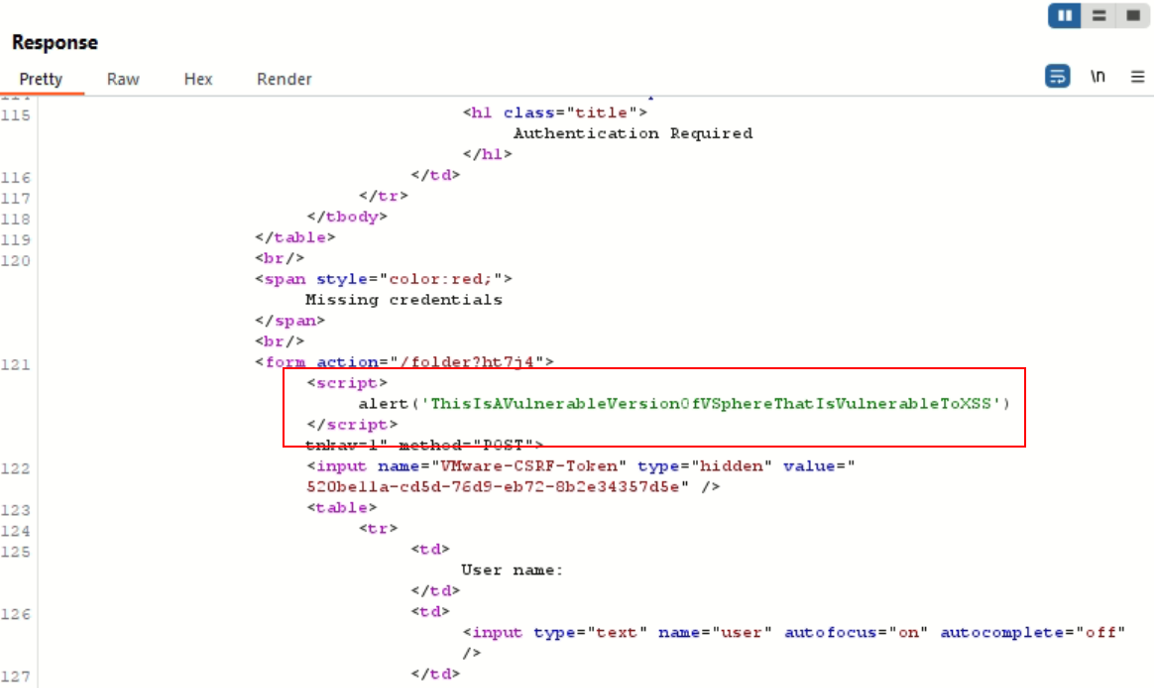 Response
Pretty Raw Hex Render \n
115 <h1 class="title">
Authentication Required
</h1>
116 </td>
117 </tr>
118 </tbody>
119 </table>
120 <br/>
<span style="color:red;">
Missing credentials
</span>
<br/>
121 <form action="/folder?ht7j4">
<script>
alert('ThisIsAVulnerableVersionOfVSphereThatIsVulnerableToXSS')
</script>
tnkav=1" method="POST">
122 <input name="VMware-CSRF-Token" type="hidden" value="
520be11a-cd5d-76d9-eb72-8b2e34357d5e" />
123 <table>
124 <tr>
125 <td>
User name:
</td>
126 <td>
<input type="text" name="user" autofocus="on" autocomplete="off"
/>
127 </td>